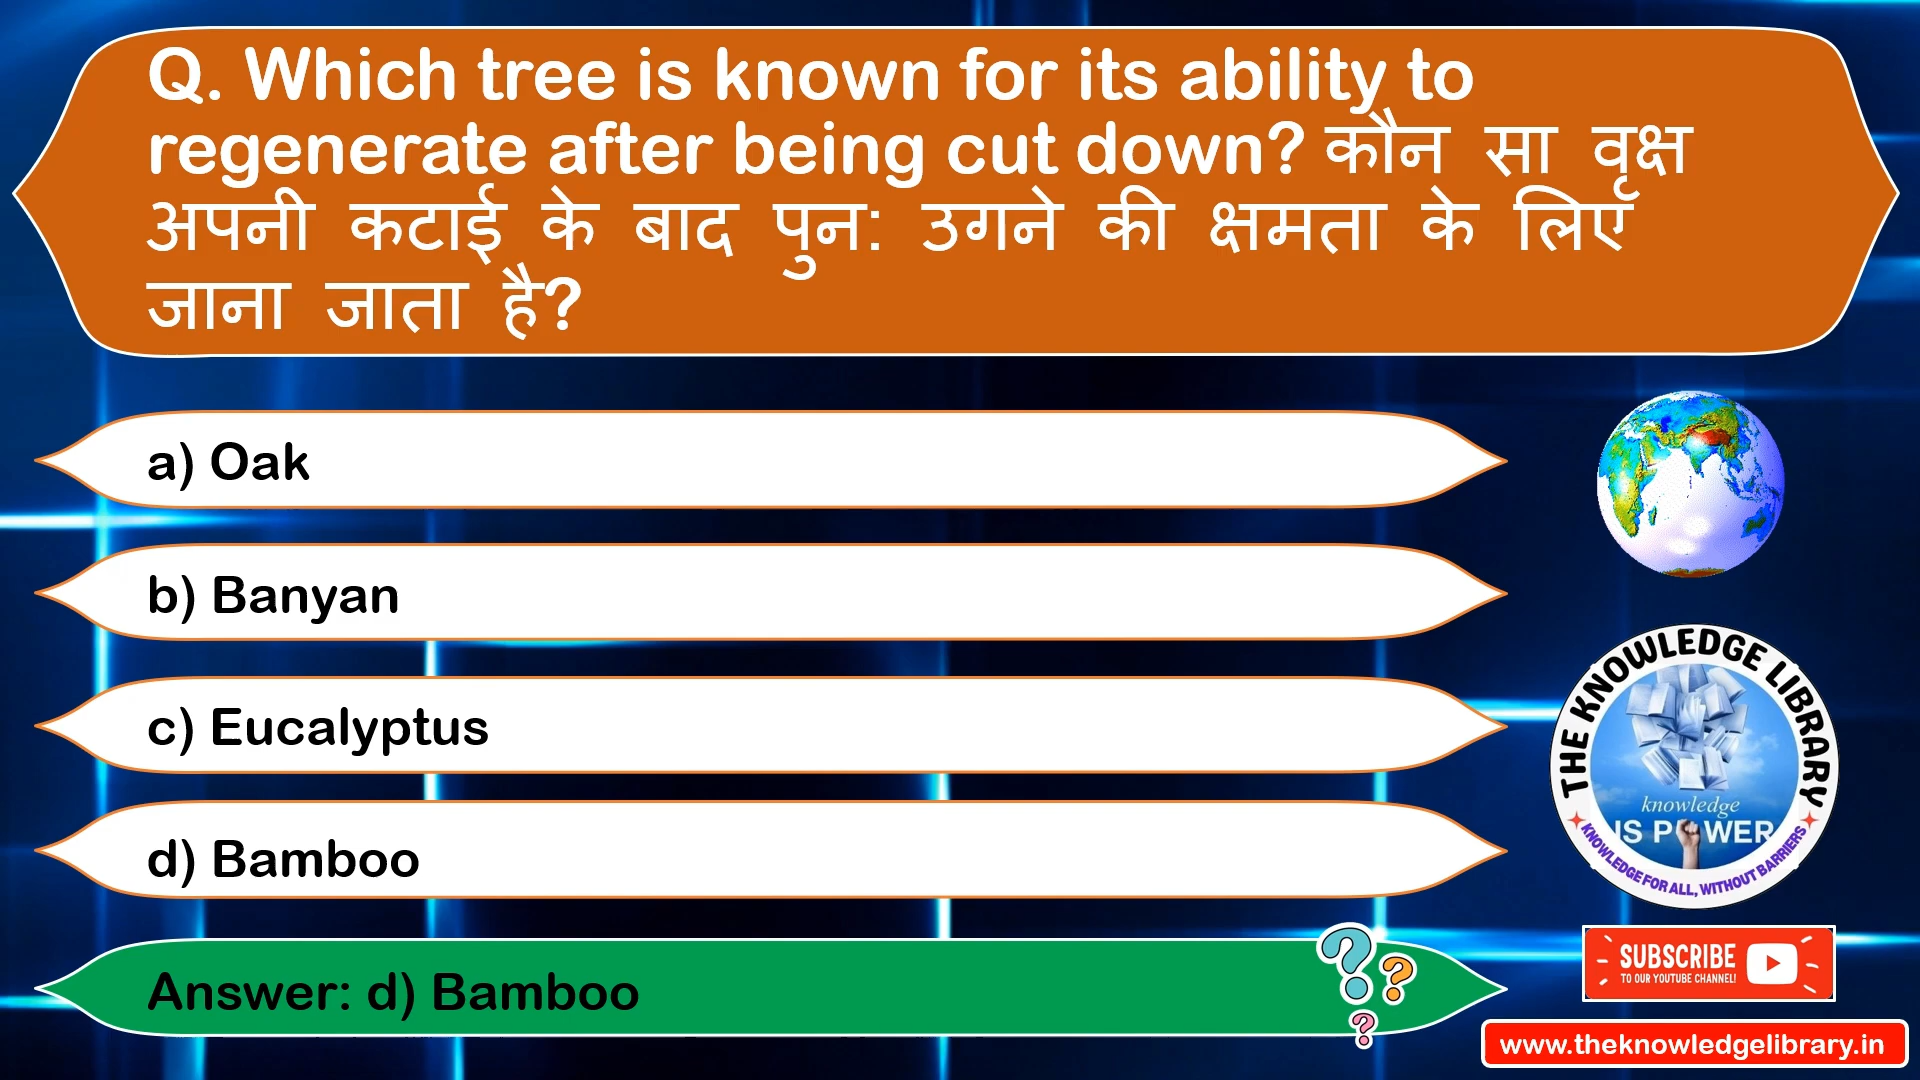 Q. Which tree is known for its ability to
regenerate after being cut down? कौन सा वृक्ष
अपनी कटाई के बाद पुन: उगने की क्षमता के लिए
जाना जाता है?
a) Oak
b) Banyan
c) Eucalyptus
d) Bamboo
Answer: d) Bamboo
THE KNOWLEDGE LIBRARY
knowledge
IS POWER
KNOWLEDGE FOR ALL, WITHOUT BARRIERS
SUBSCRIBE
TO OUR YOUTUBE CHANNEL!
www.theknowledgelibrary.in